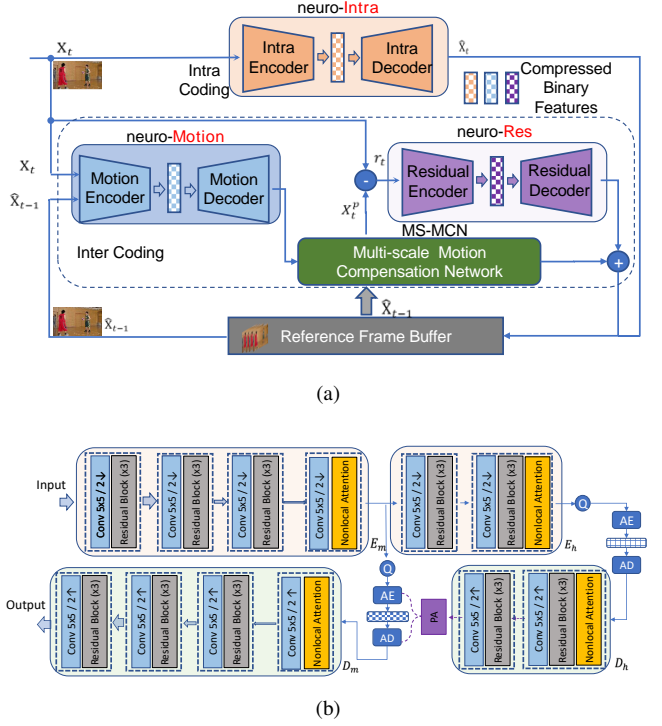 neuro-Intra
X_t
Intra
Encoder
Intra
Decoder
X̂_t
Intra
Coding
Compressed
Binary
Features
neuro-Motion
neuro-Res
X_t
X̂_{t-1}
Motion
Encoder
Motion
Decoder
-
r_t
Residual
Encoder
Residual
Decoder
X_t^p
MS-MCN
Inter Coding
Multi-scale Motion
Compensation Network
+
X̂_{t-1}
X̂_{t-1}
Reference Frame Buffer
(a)
Input
Conv 5x5 / 2↓
Residual Block (x3)
Conv 5x5 / 2↓
Residual Block (x3)
Conv 5x5 / 2↓
Residual Block (x3)
Conv 5x5 / 2↓
Nonlocal Attention
E_m
Conv 5x5 / 2↓
Residual Block (x3)
Conv 5x5 / 2↓
Residual Block (x3)
Nonlocal Attention
E_h
Q
AE
AD
Q
AE
AD
PA
Output
Conv 5x5 / 2↑
Residual Block (x3)
Conv 5x5 / 2↑
Residual Block (x3)
Conv 5x5 / 2↑
Residual Block (x3)
Conv 5x5 / 2↑
Nonlocal Attention
D_m
Conv 5x5 / 2↑
Residual Block (x3)
Conv 5x5 / 2↑
Residual Block (x3)
Nonlocal Attention
D_h
(b)